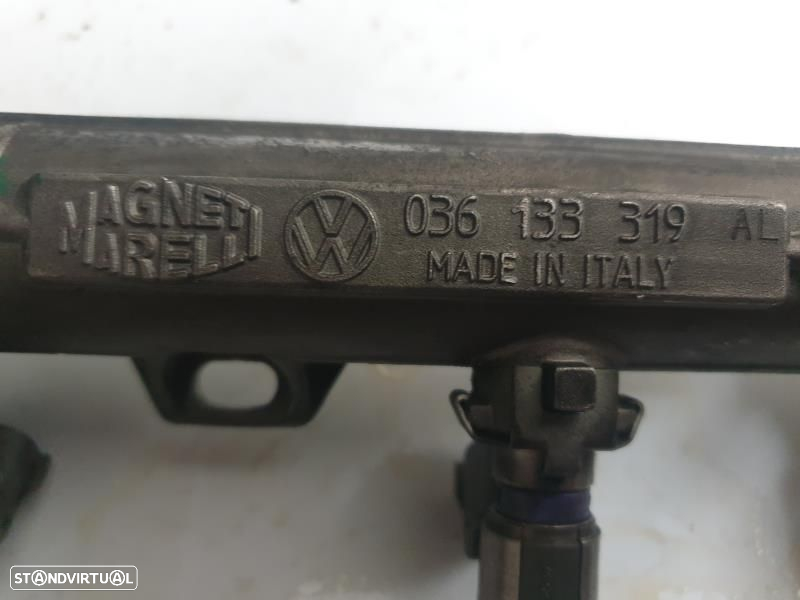 MAGNETI
MARELLI
036 133 319 AL
MADE IN ITALY
STANDVIRTUAL